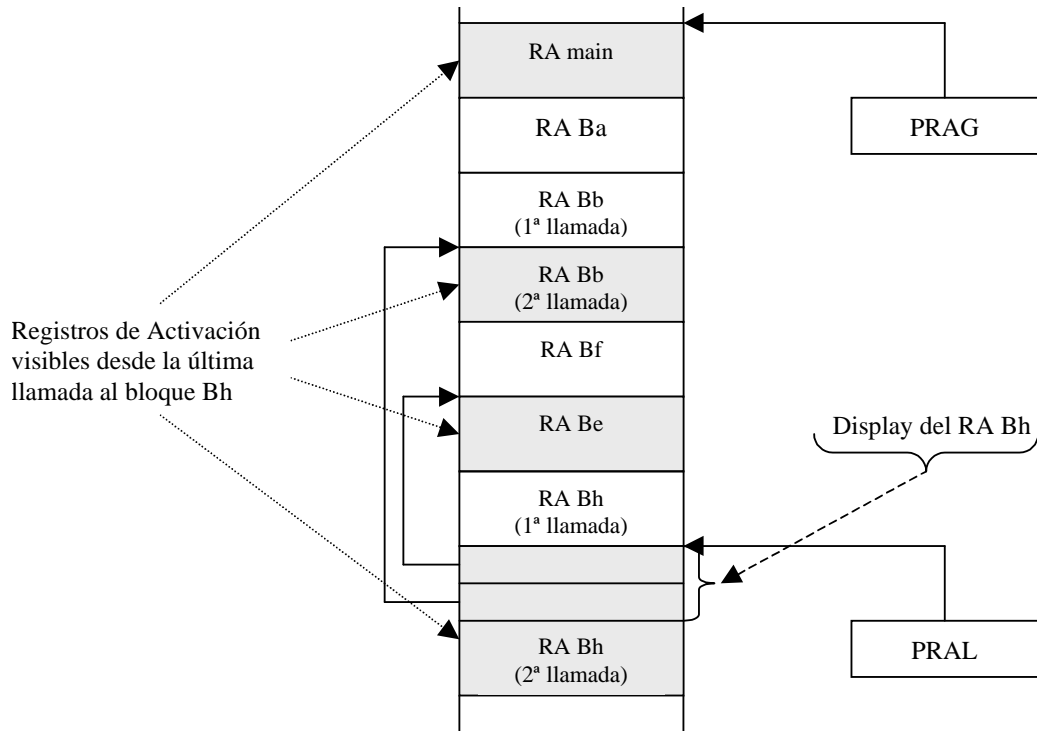 RA main
RA Ba
PRAG
RA Bb
(1ª llamada)
RA Bb
(2ª llamada)
Registros de Activación
visibles desde la última
llamada al bloque Bh
RA Bf
RA Be
Display del RA Bh
RA Bh
(1ª llamada)
RA Bh
(2ª llamada)
PRAL